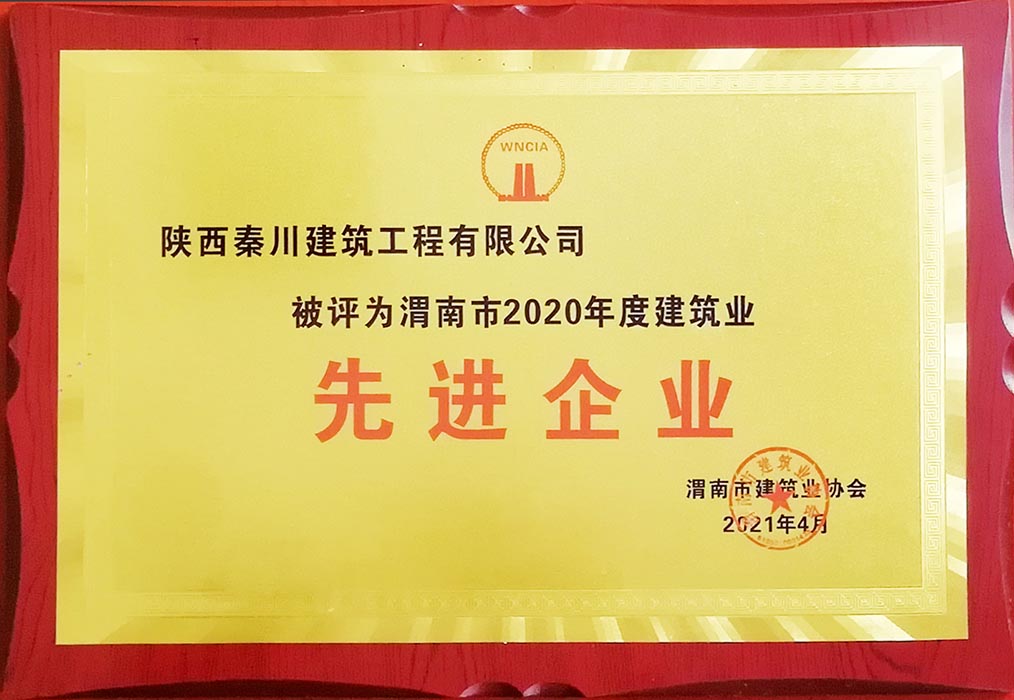 WNCIA
陕西秦川建筑工程有限公司
被评为渭南市2020年度建筑业
先进企业
渭南市建筑业协会
2021年4月